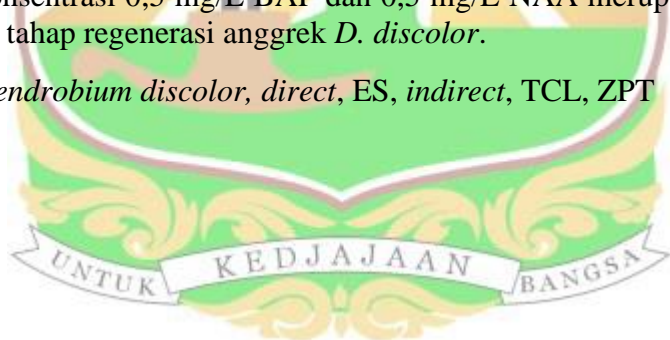 konsentrasi 0,5 mg/L BAP dan 0,5 mg/L NAA merup
tahap regenerasi anggrek D. discolor.
endrobium discolor, direct, ES, indirect, TCL, ZPT
UNTUK KEDJAJAAN BANGSA